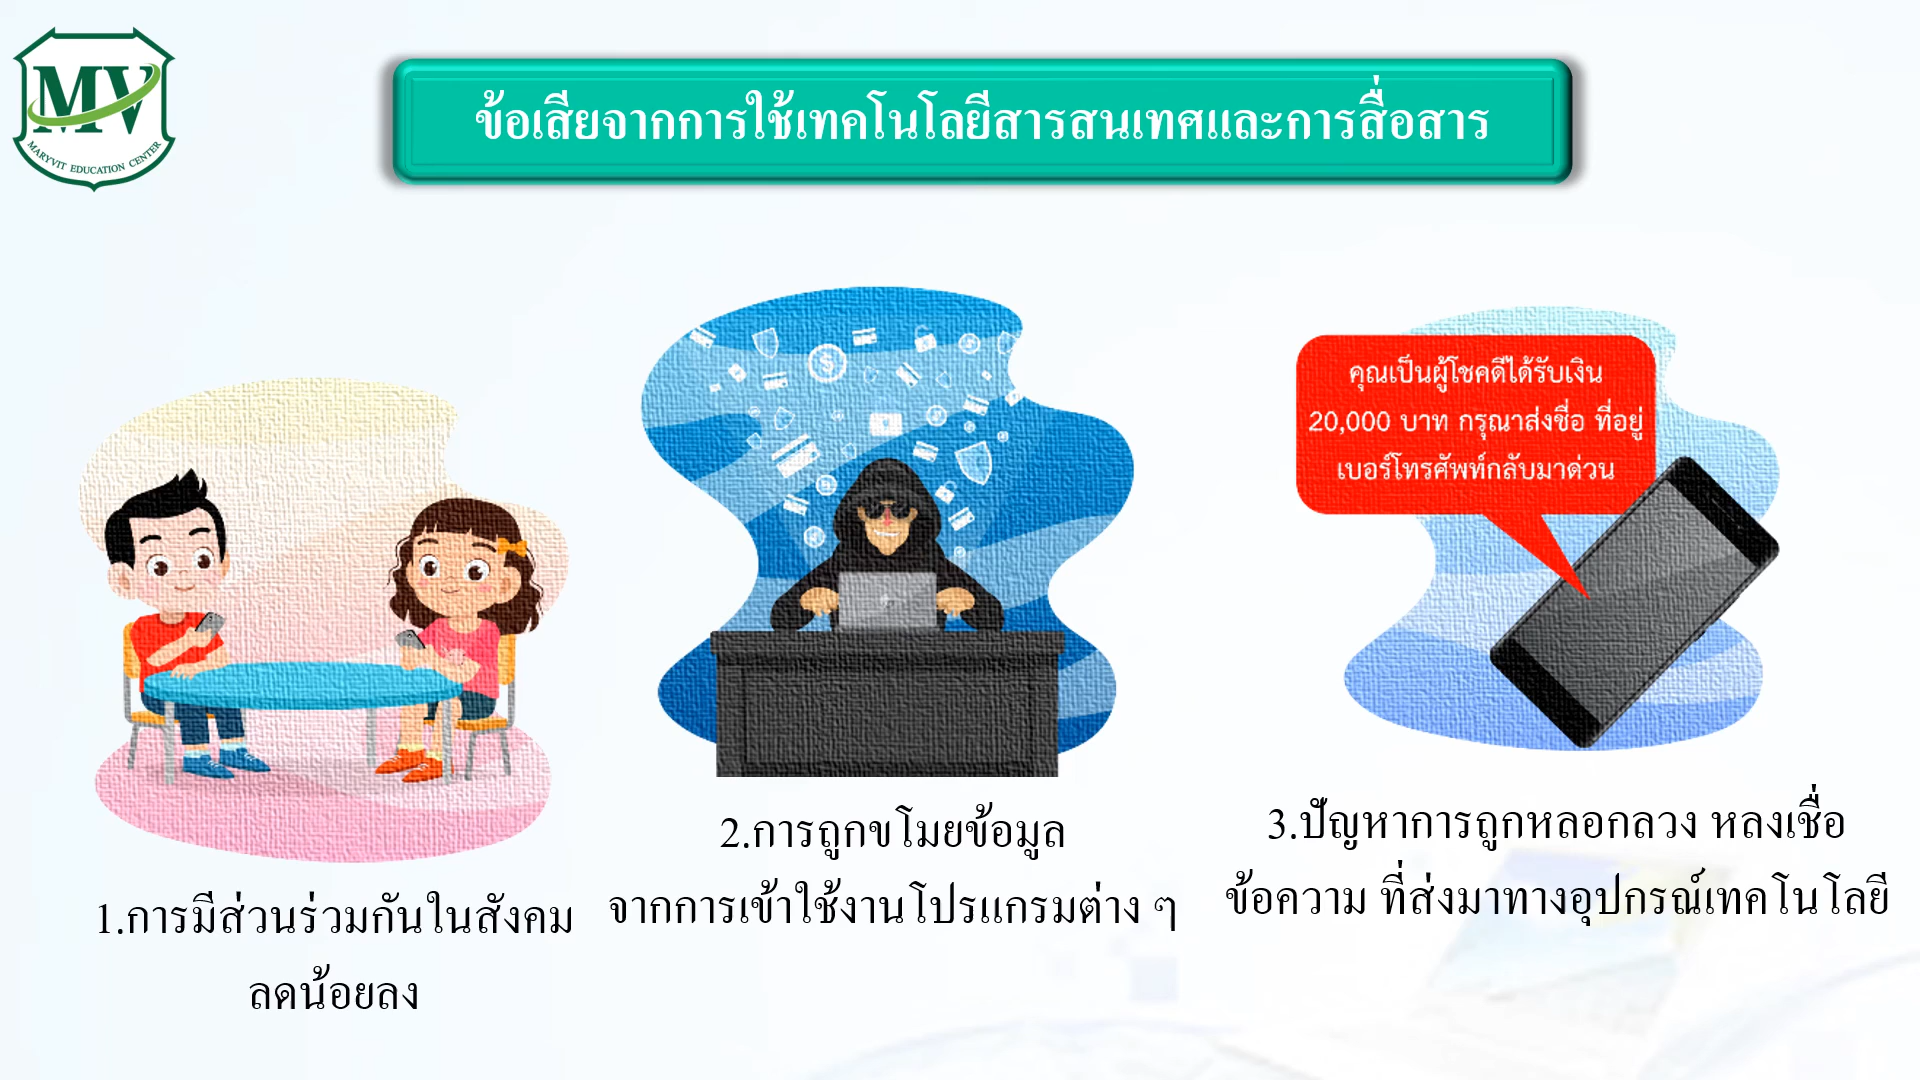 MV
MARYVIT EDUCATION CENTER
ข้อเสียจากการใช้เทคโนโลยีสารสนเทศและการสื่อสาร
คุณเป็นผู้โชคดีได้รับเงิน
20,000 บาท กรุณาส่งชื่อ ที่อยู่
เบอร์โทรศัพท์กลับมาด่วน
1.การมีส่วนร่วมกันในสังคม
ลดน้อยลง
2.การถูกขโมยข้อมูล
จากการเข้าใช้งานโปรแกรมต่าง ๆ
3.ปัญหาการถูกหลอกลวง หลงเชื่อ
ข้อความ ที่ส่งมาทางอุปกรณ์เทคโนโลยี